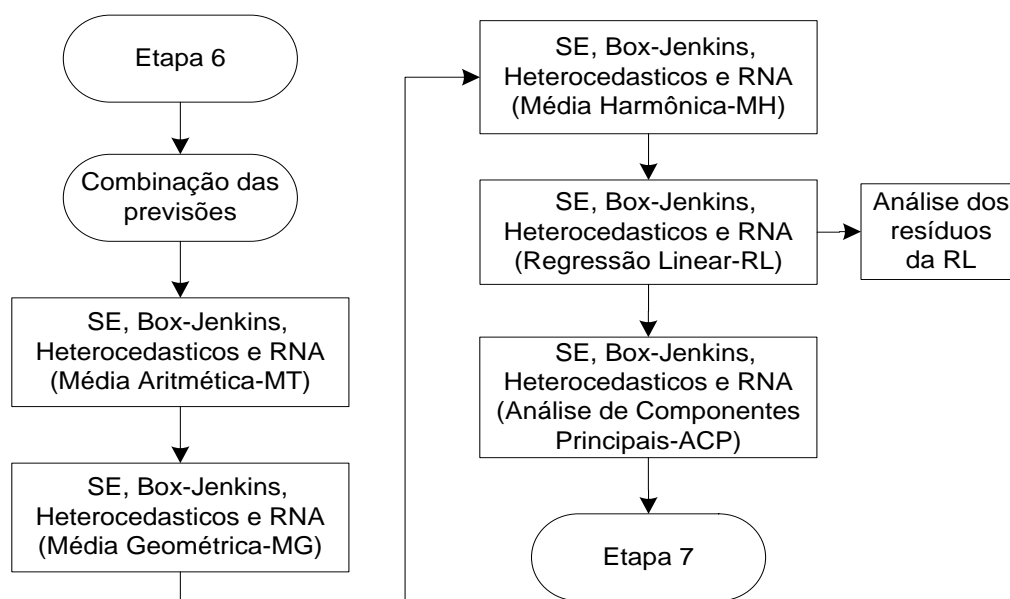 Etapa 6
Combinação das
previsões
SE, Box-Jenkins,
Heterocedasticos e RNA
(Média Aritmética-MT)
SE, Box-Jenkins,
Heterocedasticos e RNA
(Média Geométrica-MG)
SE, Box-Jenkins,
Heterocedasticos e RNA
(Média Harmônica-MH)
SE, Box-Jenkins,
Heterocedasticos e RNA
(Regressão Linear-RL)
Análise dos
resíduos
da RL
SE, Box-Jenkins,
Heterocedasticos e RNA
(Análise de Componentes
Principais-ACP)
Etapa 7